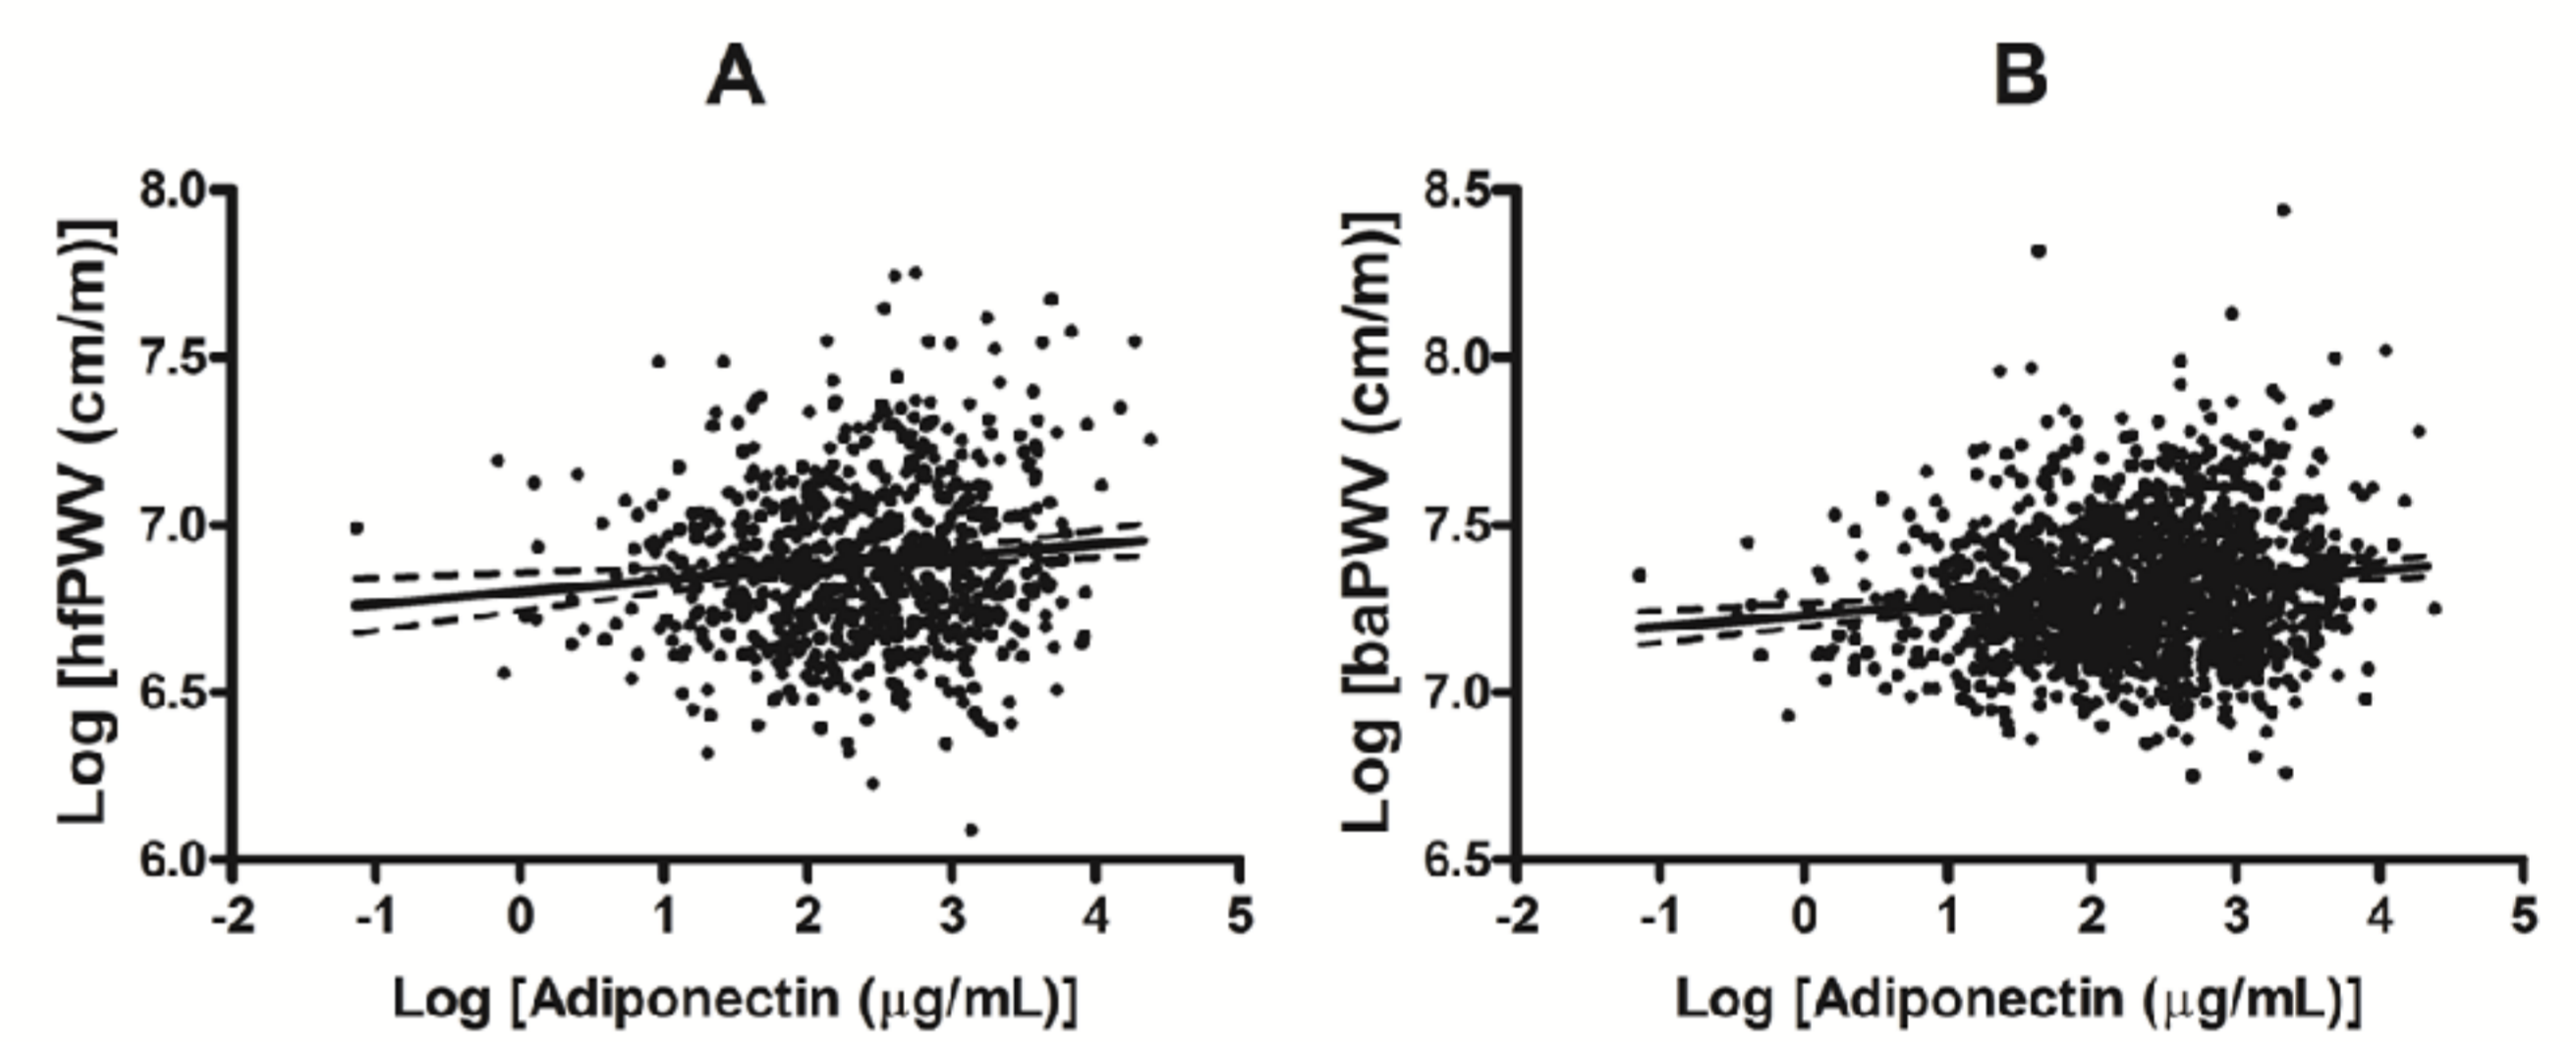 A
Log [hfPWV (cm/m)]
8.0
7.5
7.0
6.5
6.0
-2 -1 0 1 2 3 4 5
Log [Adiponectin (μg/mL)]
B
Log [baPWV (cm/m)]
8.5
8.0
7.5
7.0
6.5
-2 -1 0 1 2 3 4 5
Log [Adiponectin (μg/mL)]